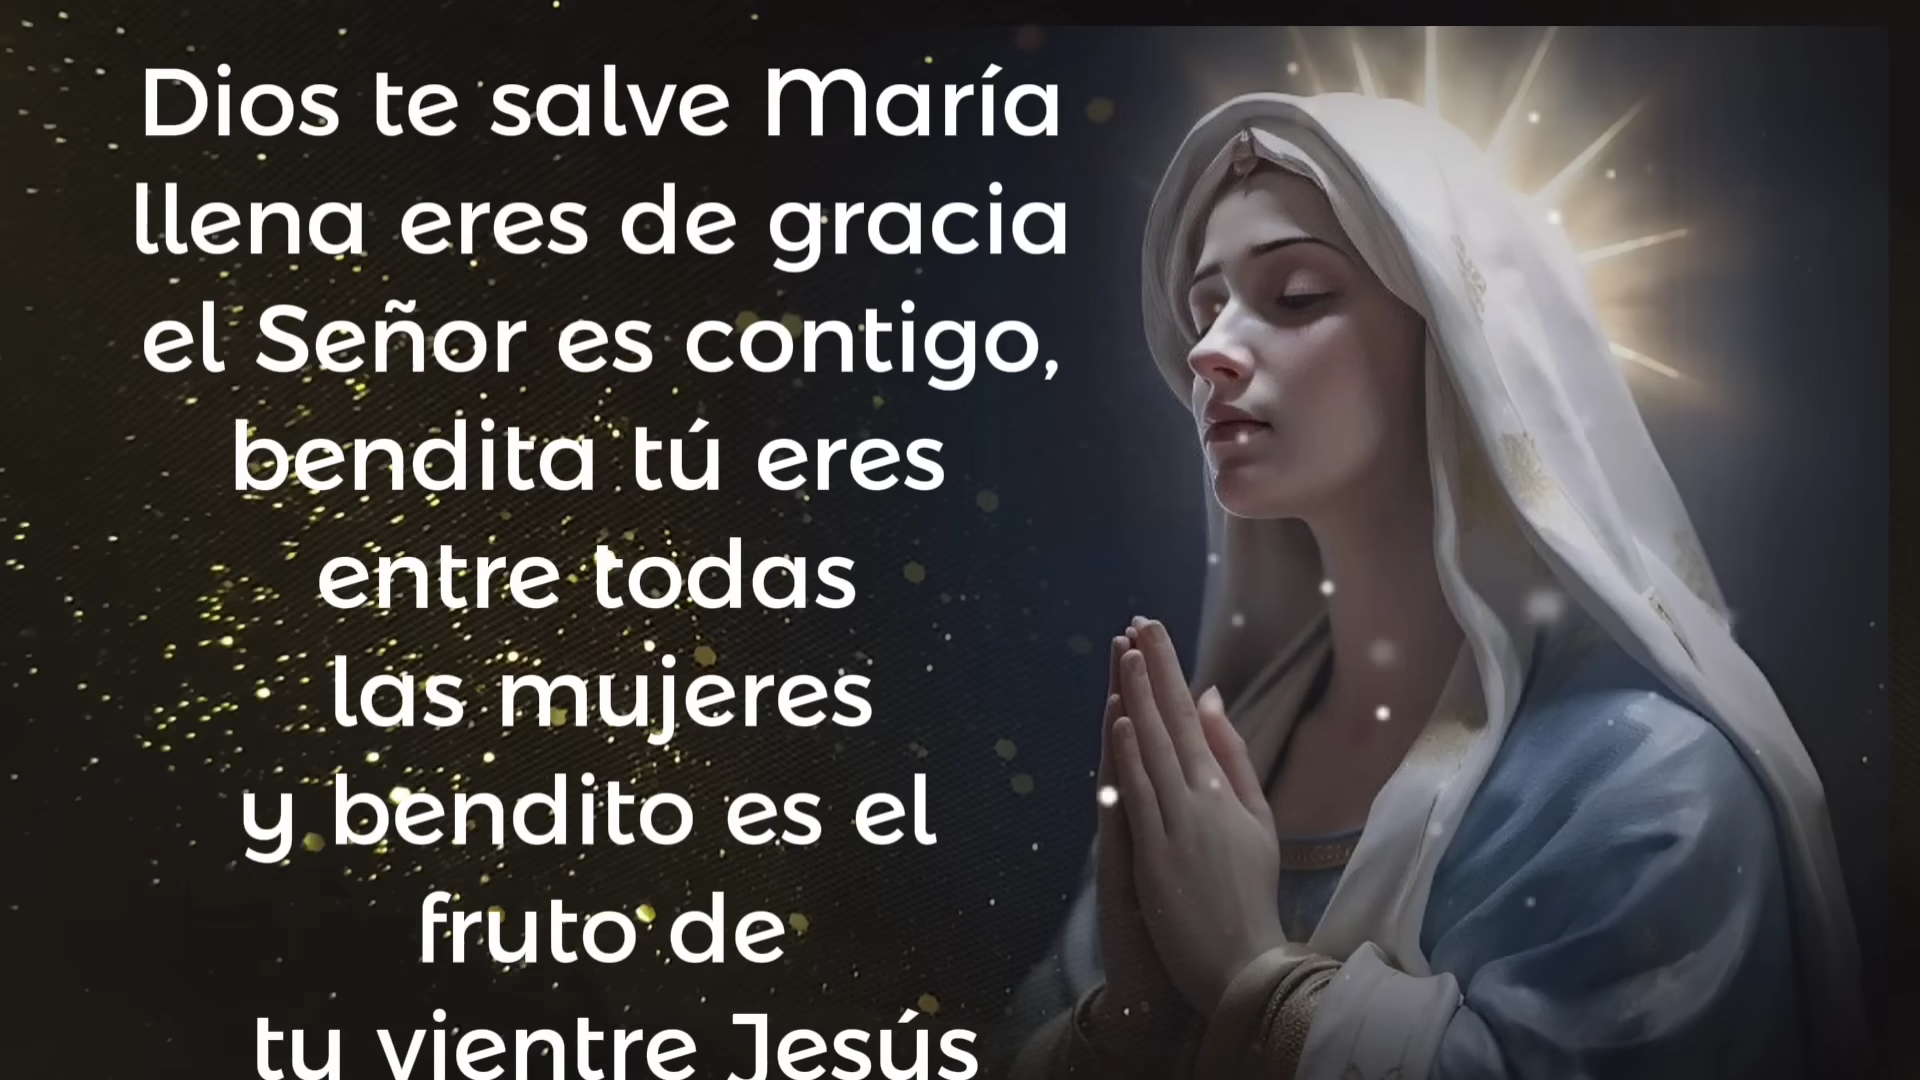 Dios te salve María
llena eres de gracia
el Señor es contigo,
bendita tú eres
entre todas
las mujeres
y bendito es el
fruto de
tu vientre Jesús